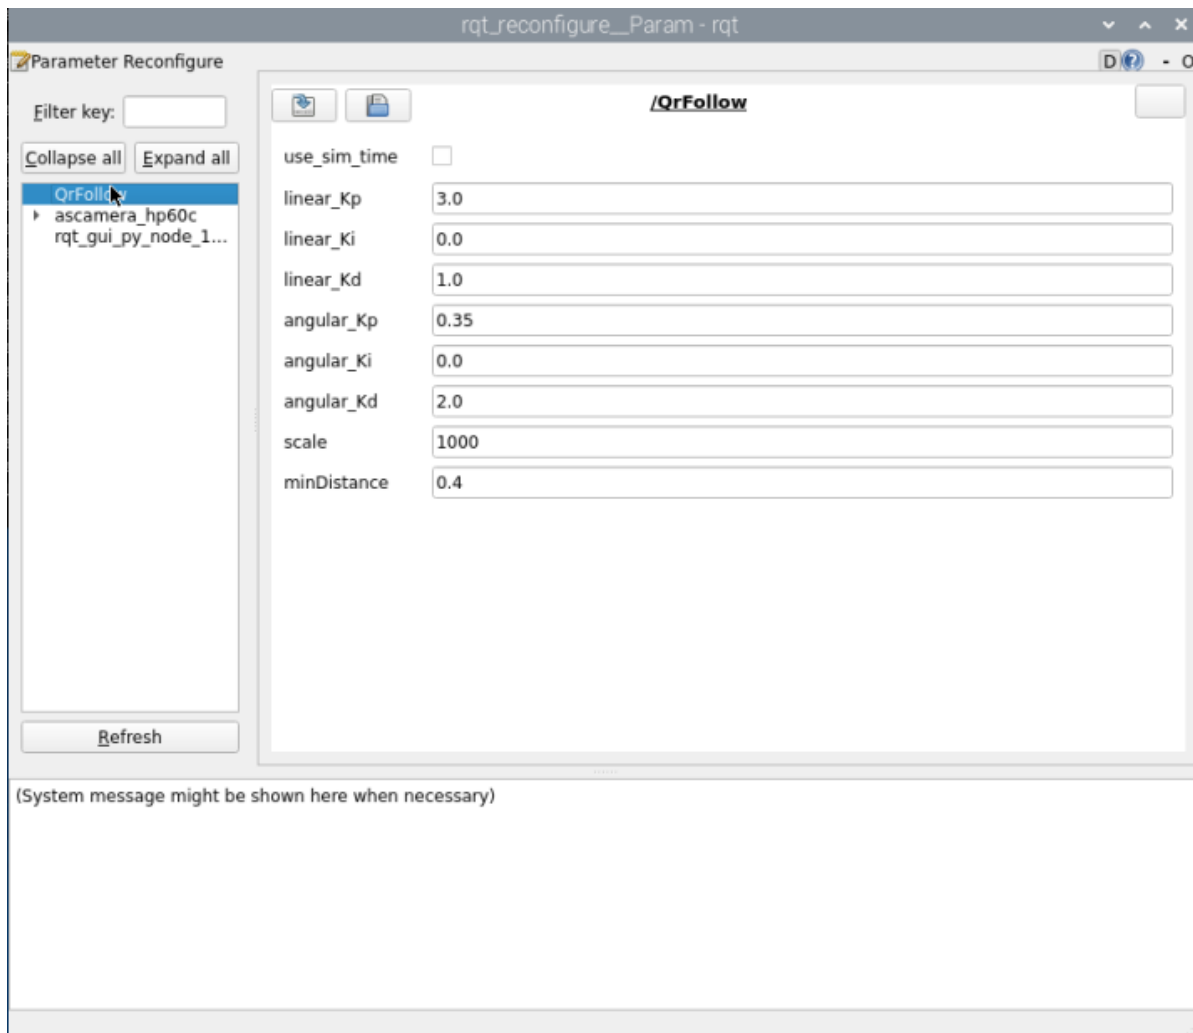 rqt_reconfigure__Param - rqt
Parameter Reconfigure
D - O
Filter key:
Collapse all Expand all
QrFollow
ascamera_hp60c
rqt_gui_py_node_1...
Refresh
/QrFollow
use_sim_time
linear_Kp 3.0
linear_Ki 0.0
linear_Kd 1.0
angular_Kp 0.35
angular_Ki 0.0
angular_Kd 2.0
scale 1000
minDistance 0.4
(System message might be shown here when necessary)